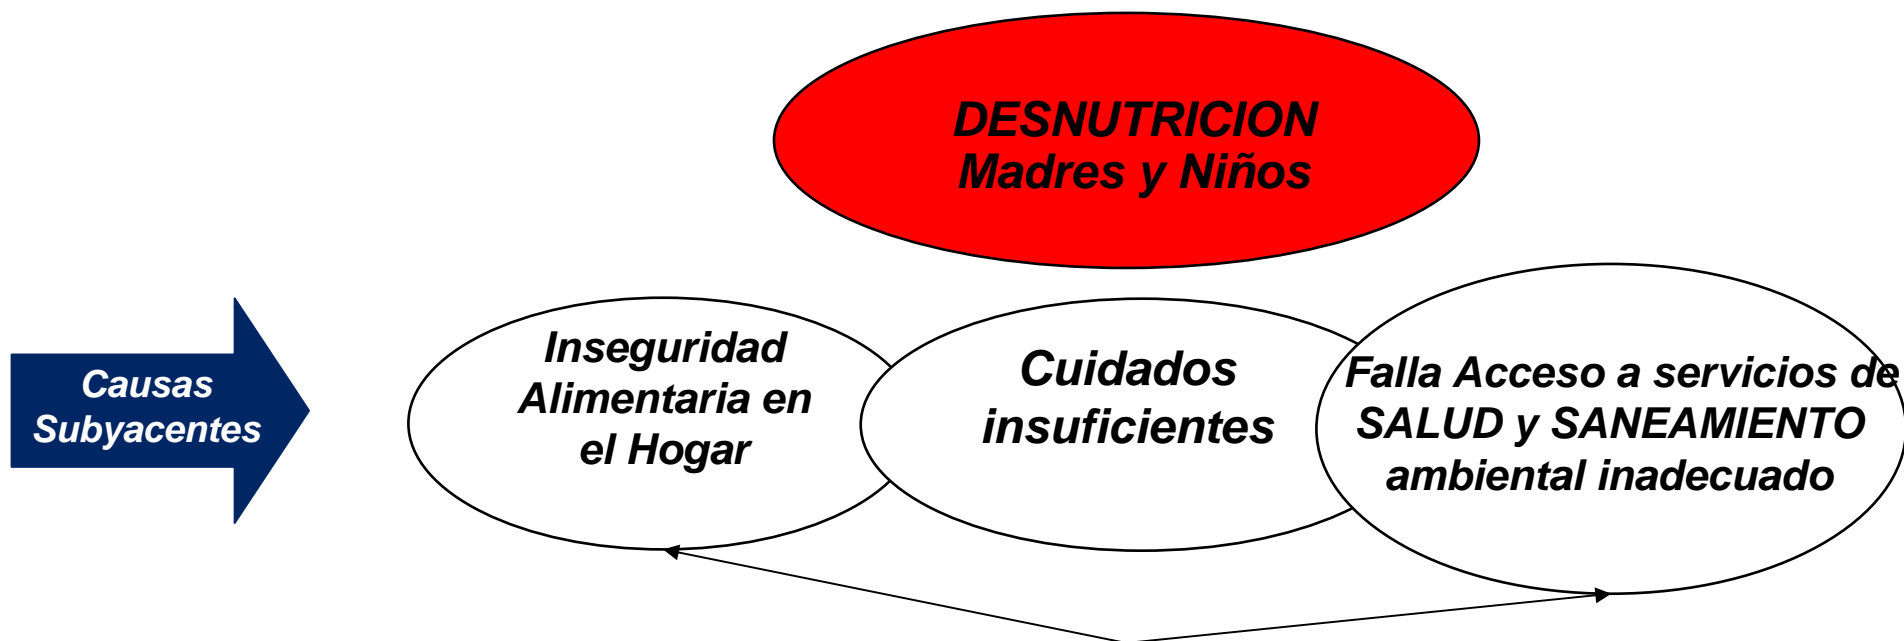 DESNUTRICION
Madres y Niños
Causas
Subyacentes
Inseguridad
Alimentaria en
el Hogar
Cuidados
insuficientes
Falla Acceso a servicios de
SALUD y SANEAMIENTO
ambiental inadecuado